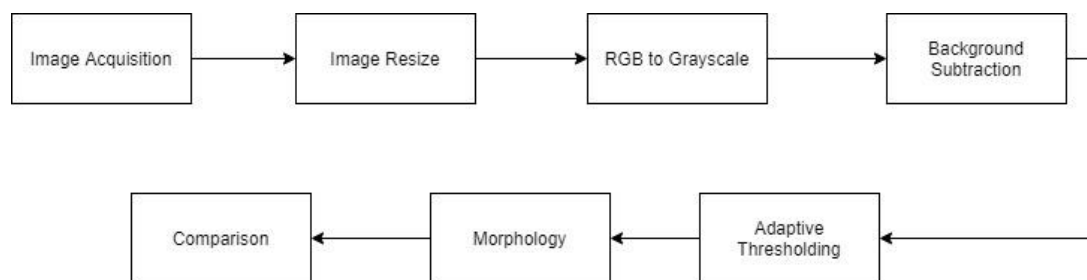 Image Acquisition
Image Resize
RGB to Grayscale
Background
Subtraction
Adaptive
Thresholding
Morphology
Comparison